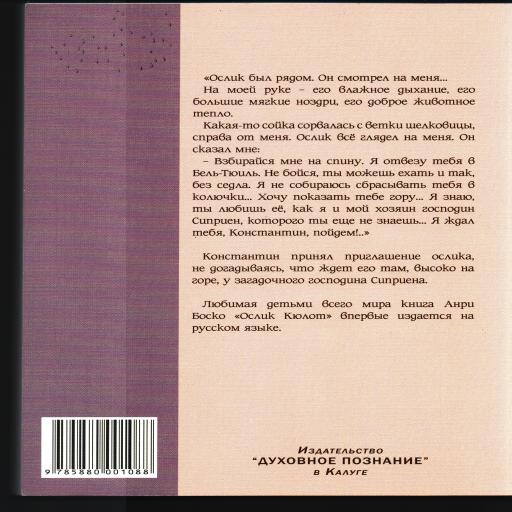 «Ослик был рядом. Он смотрел на меня...
На моей руке – его влажное дыхание, его
большие мягкие ноздри, его доброе животное
тепло.
Какая-то сойка сорвалась с ветки шелковицы,
справа от меня. Ослик всё глядел на меня. Он
сказал мне:
– Взбирайся мне на спину. Я отвезу тебя в
Бель-Тюиль. Не бойся, ты можешь ехать и так,
без седла. Я не собираюсь сбрасывать тебя в
колючки... Хочу показать тебе гору... Я знаю,
ты любишь её, как я и мой хозяин господин
Сиприен, которого ты еще не знаешь... Я ждал
тебя, Константин, пойдем!..»
Константин принял приглашение ослика,
не догадываясь, что ждет его там, высоко на
горе, у загадочного господина Сиприена.
Любимая детьми всего мира книга Анри
Боско «Ослик Кюлот» впервые издается на
русском языке.
9 785880 001088
Издательство
"ДУХОВНОЕ ПОЗНАНИЕ"
в Калуге